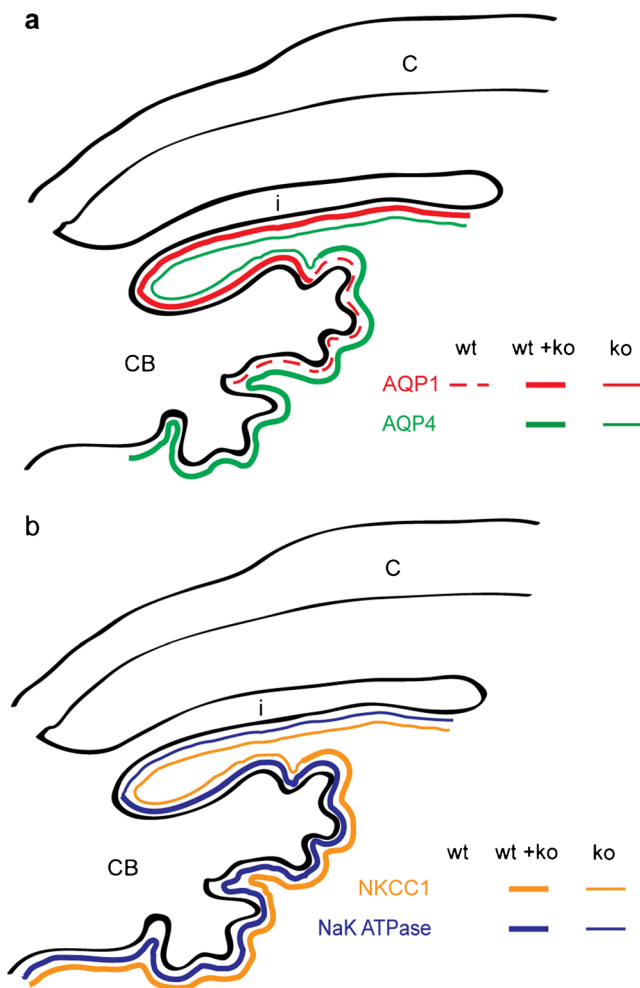 a
C
i
CB
wt wt +ko ko
AQP1
AQP4
b
C
i
CB
wt wt +ko ko
NKCC1
NaK ATPase